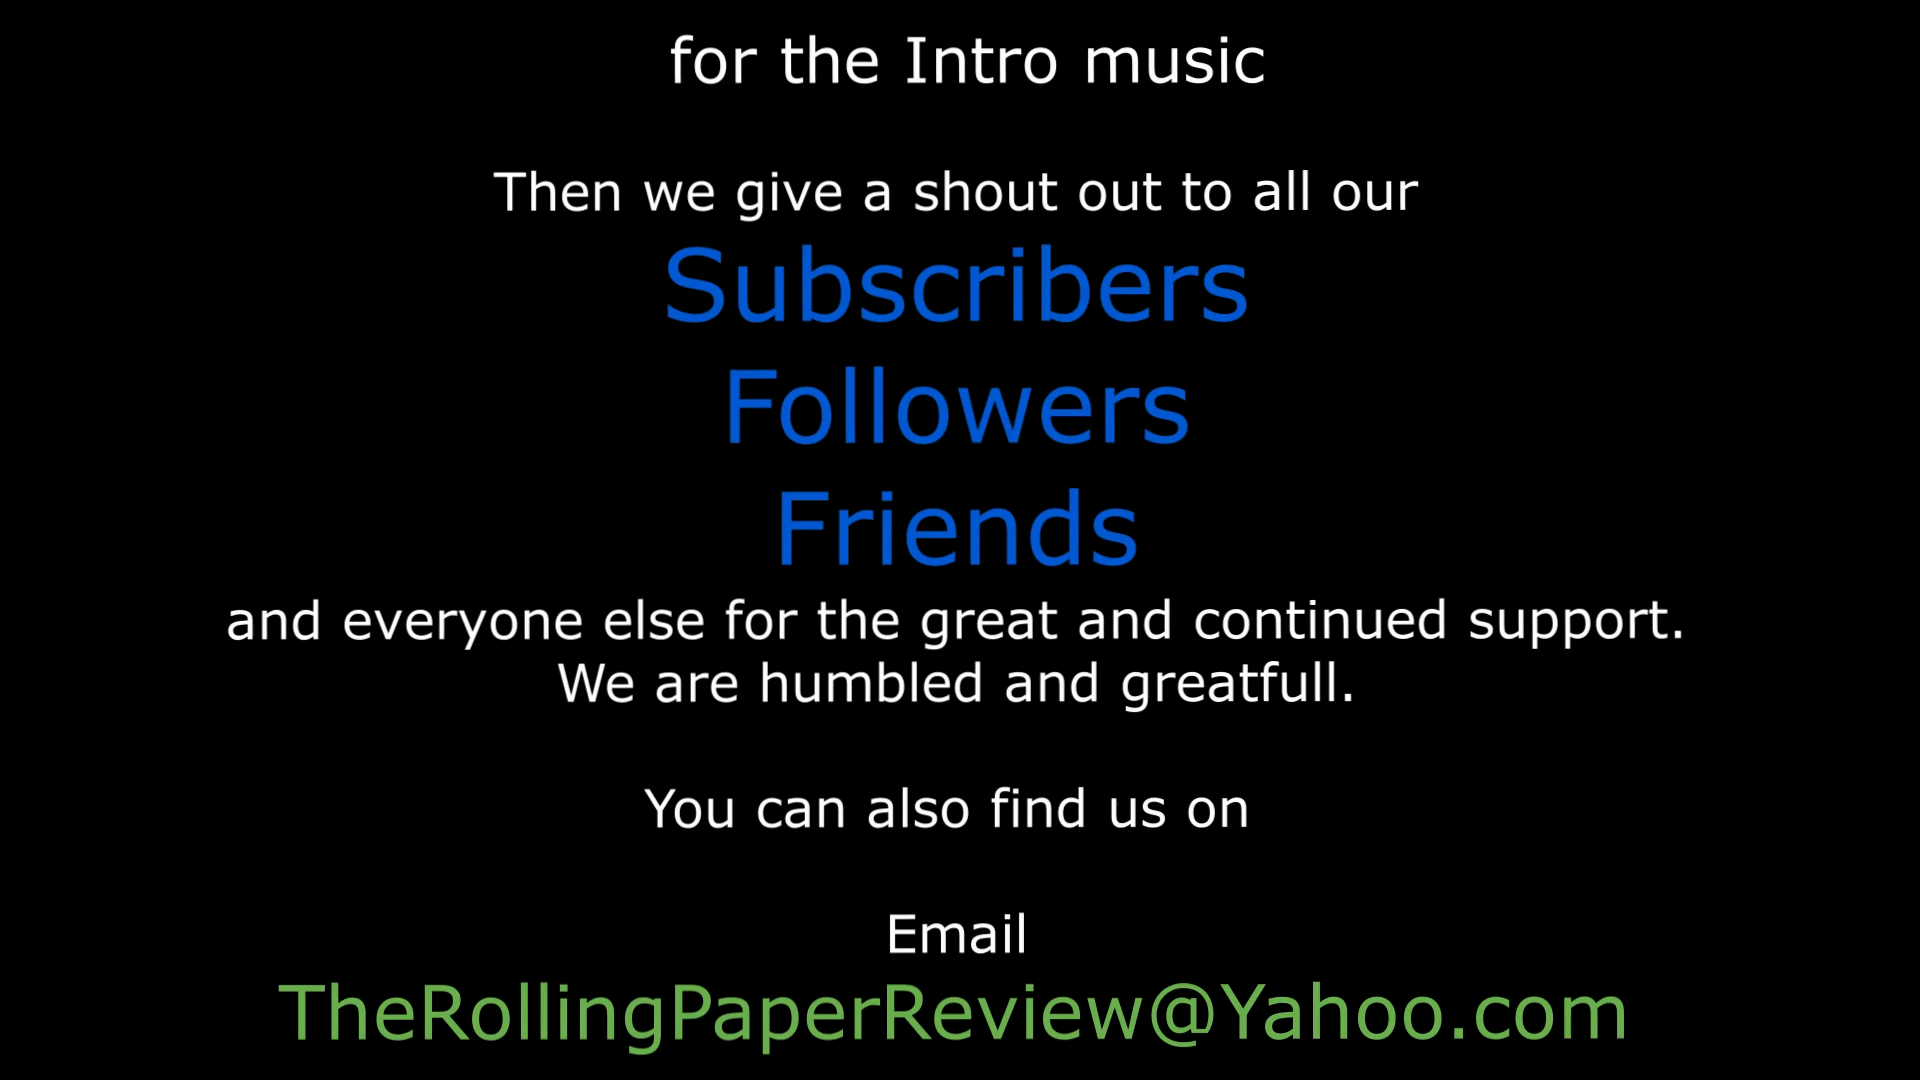 for the Intro music
Then we give a shout out to all our
Subscribers
Followers
Friends
and everyone else for the great and continued support.
We are humbled and greatfull.
You can also find us on
Email
TheRollingPaperReview@Yahoo.com